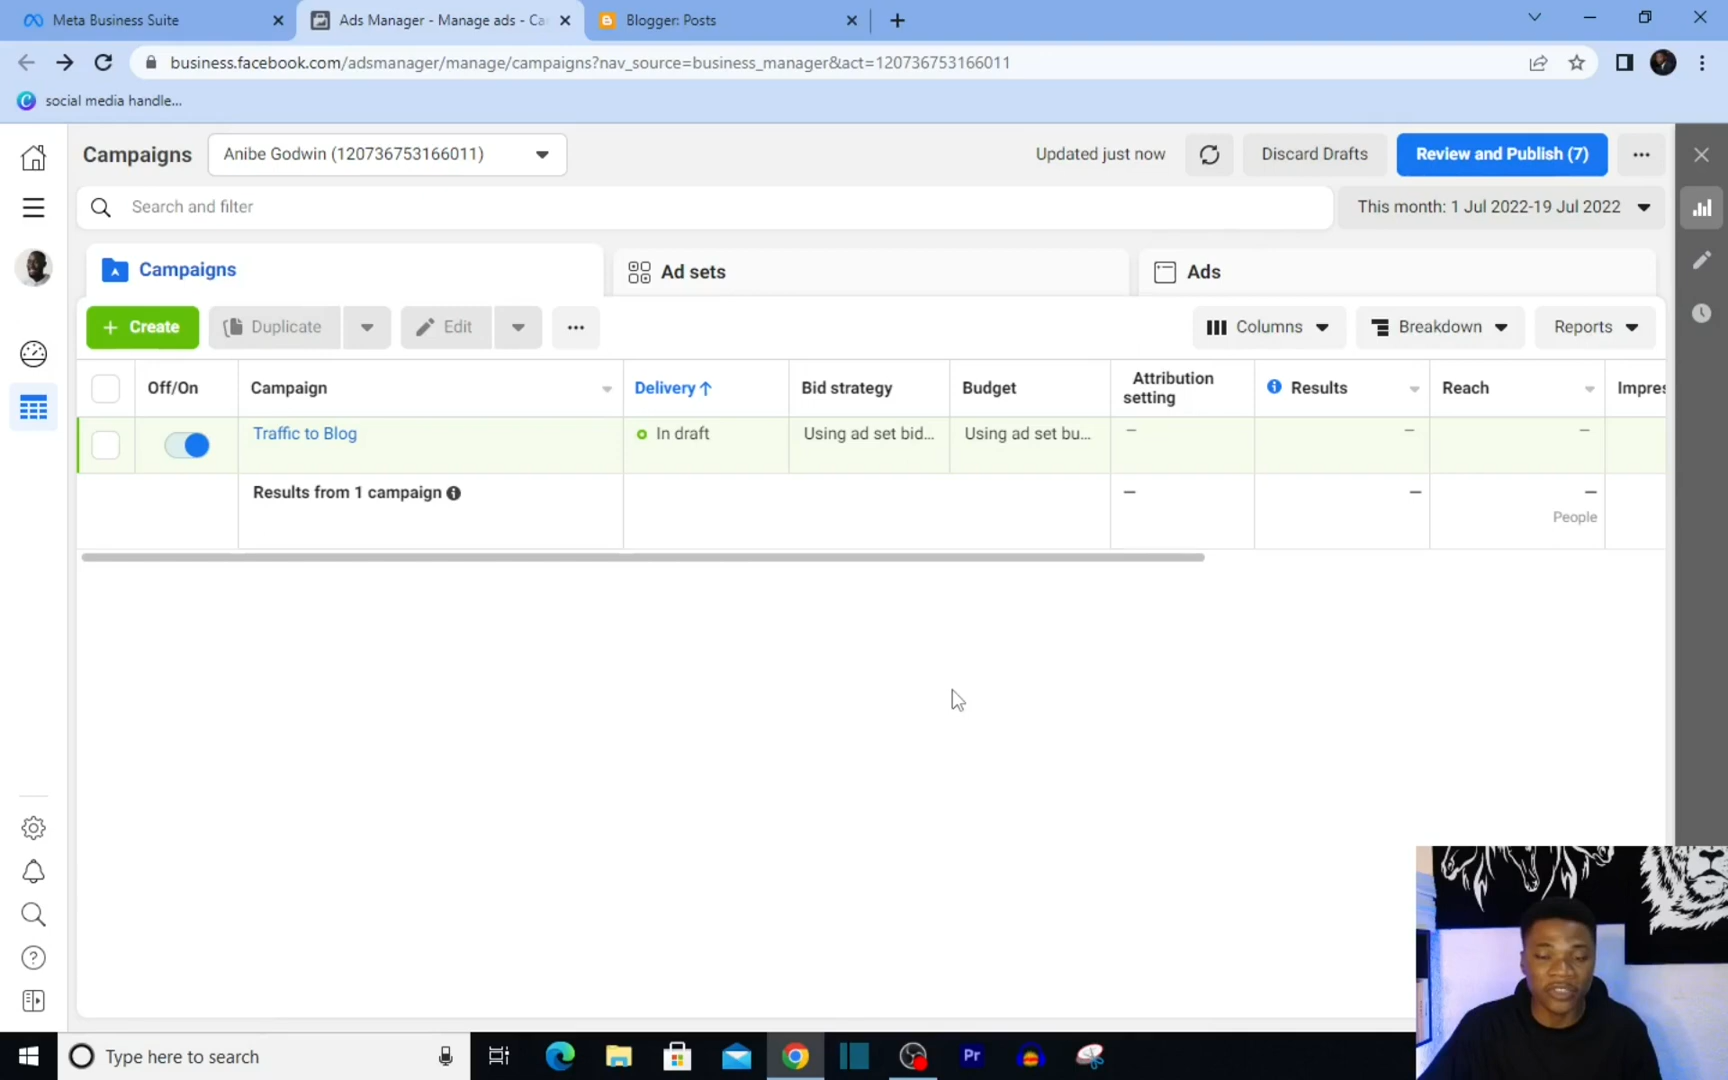 Meta Business Suite
Ads Manager - Manage ads - Ca
Blogger: Posts
business.facebook.com/adsmanager/manage/campaigns?nav_source=business_manager&act=120736753166011
social media handle...
Campaigns
Anibe Godwin (120736753166011)
Updated just now
Discard Drafts
Review and Publish (7)
Search and filter
This month: 1 Jul 2022-19 Jul 2022
Campaigns
Ad sets
Ads
+ Create
Duplicate
Edit
Columns
Breakdown
Reports
Off/On
Campaign
Delivery ↑
Bid strategy
Budget
Attribution
setting
Results
Reach
Impres
Traffic to Blog
In draft
Using ad set bid...
Using ad set bu...
—
—
—
Results from 1 campaign
—
—
—
People
Type here to search
Pr